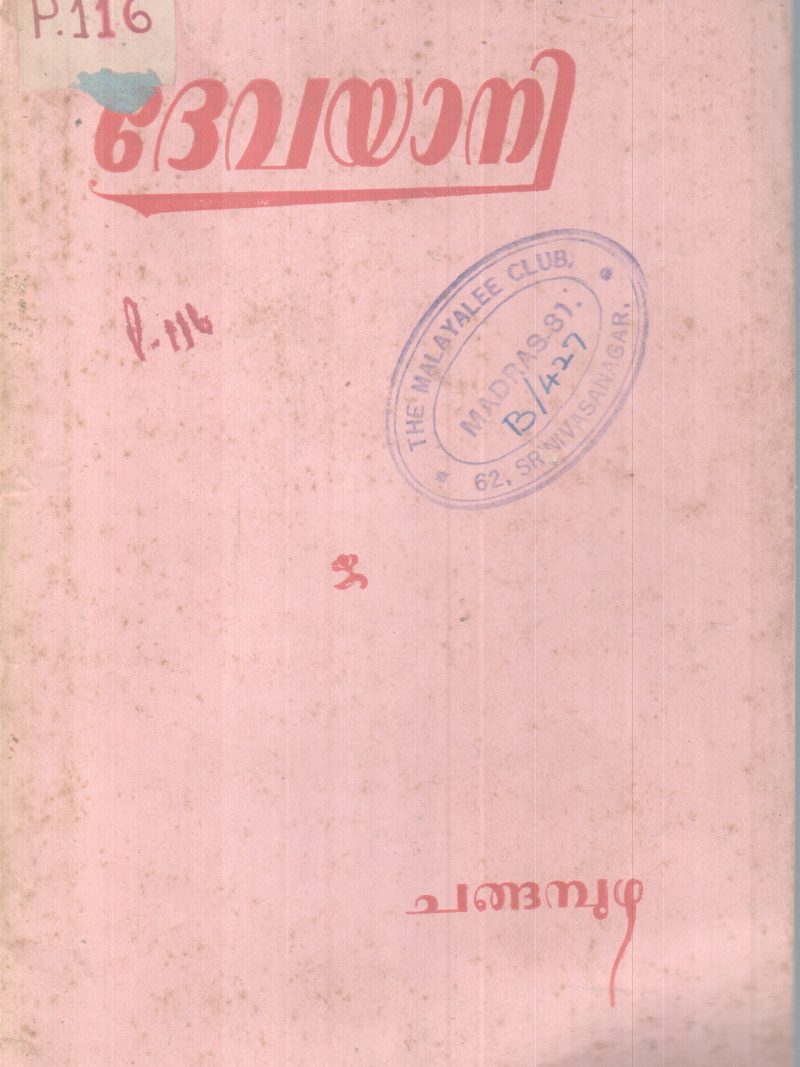 P.116
ദേവയാനി
P. 116
THE MALAYALEE CLUB,
MADRAS-31.
B/427
62, SRINIVASANAGAR.
ചങ്ങമ്പുഴ